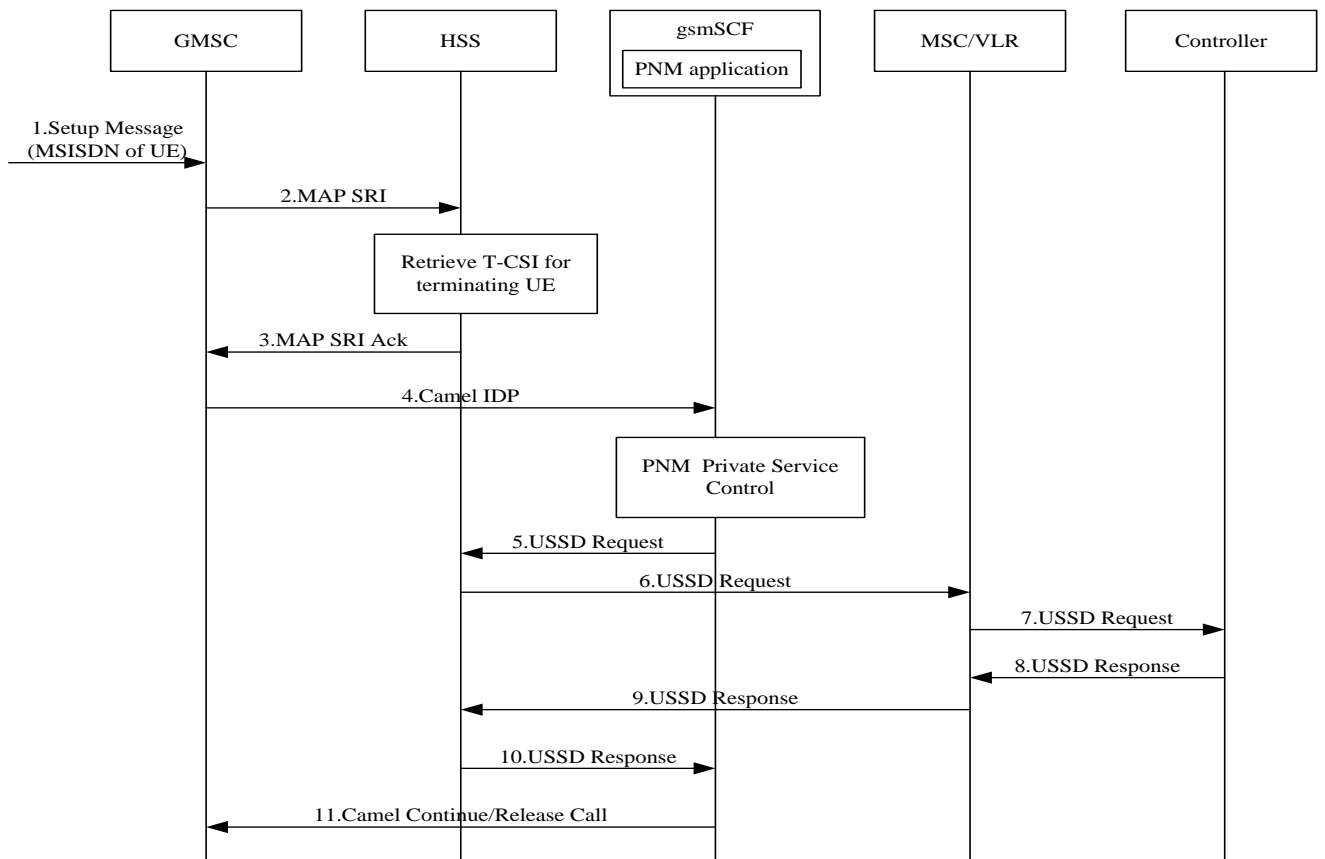 GMSC
HSS
gsmSCF
PNM application
MSC/VLR
Controller
1.Setup Message
(MSISDN of UE)
2.MAP SRI
Retrieve T-CSI for
terminating UE
3.MAP SRI Ack
4.Camel IDP
PNM Private Service
Control
5.USSD Request
6.USSD Request
7.USSD Request
8.USSD Response
9.USSD Response
10.USSD Response
11.Camel Continue/Release Call